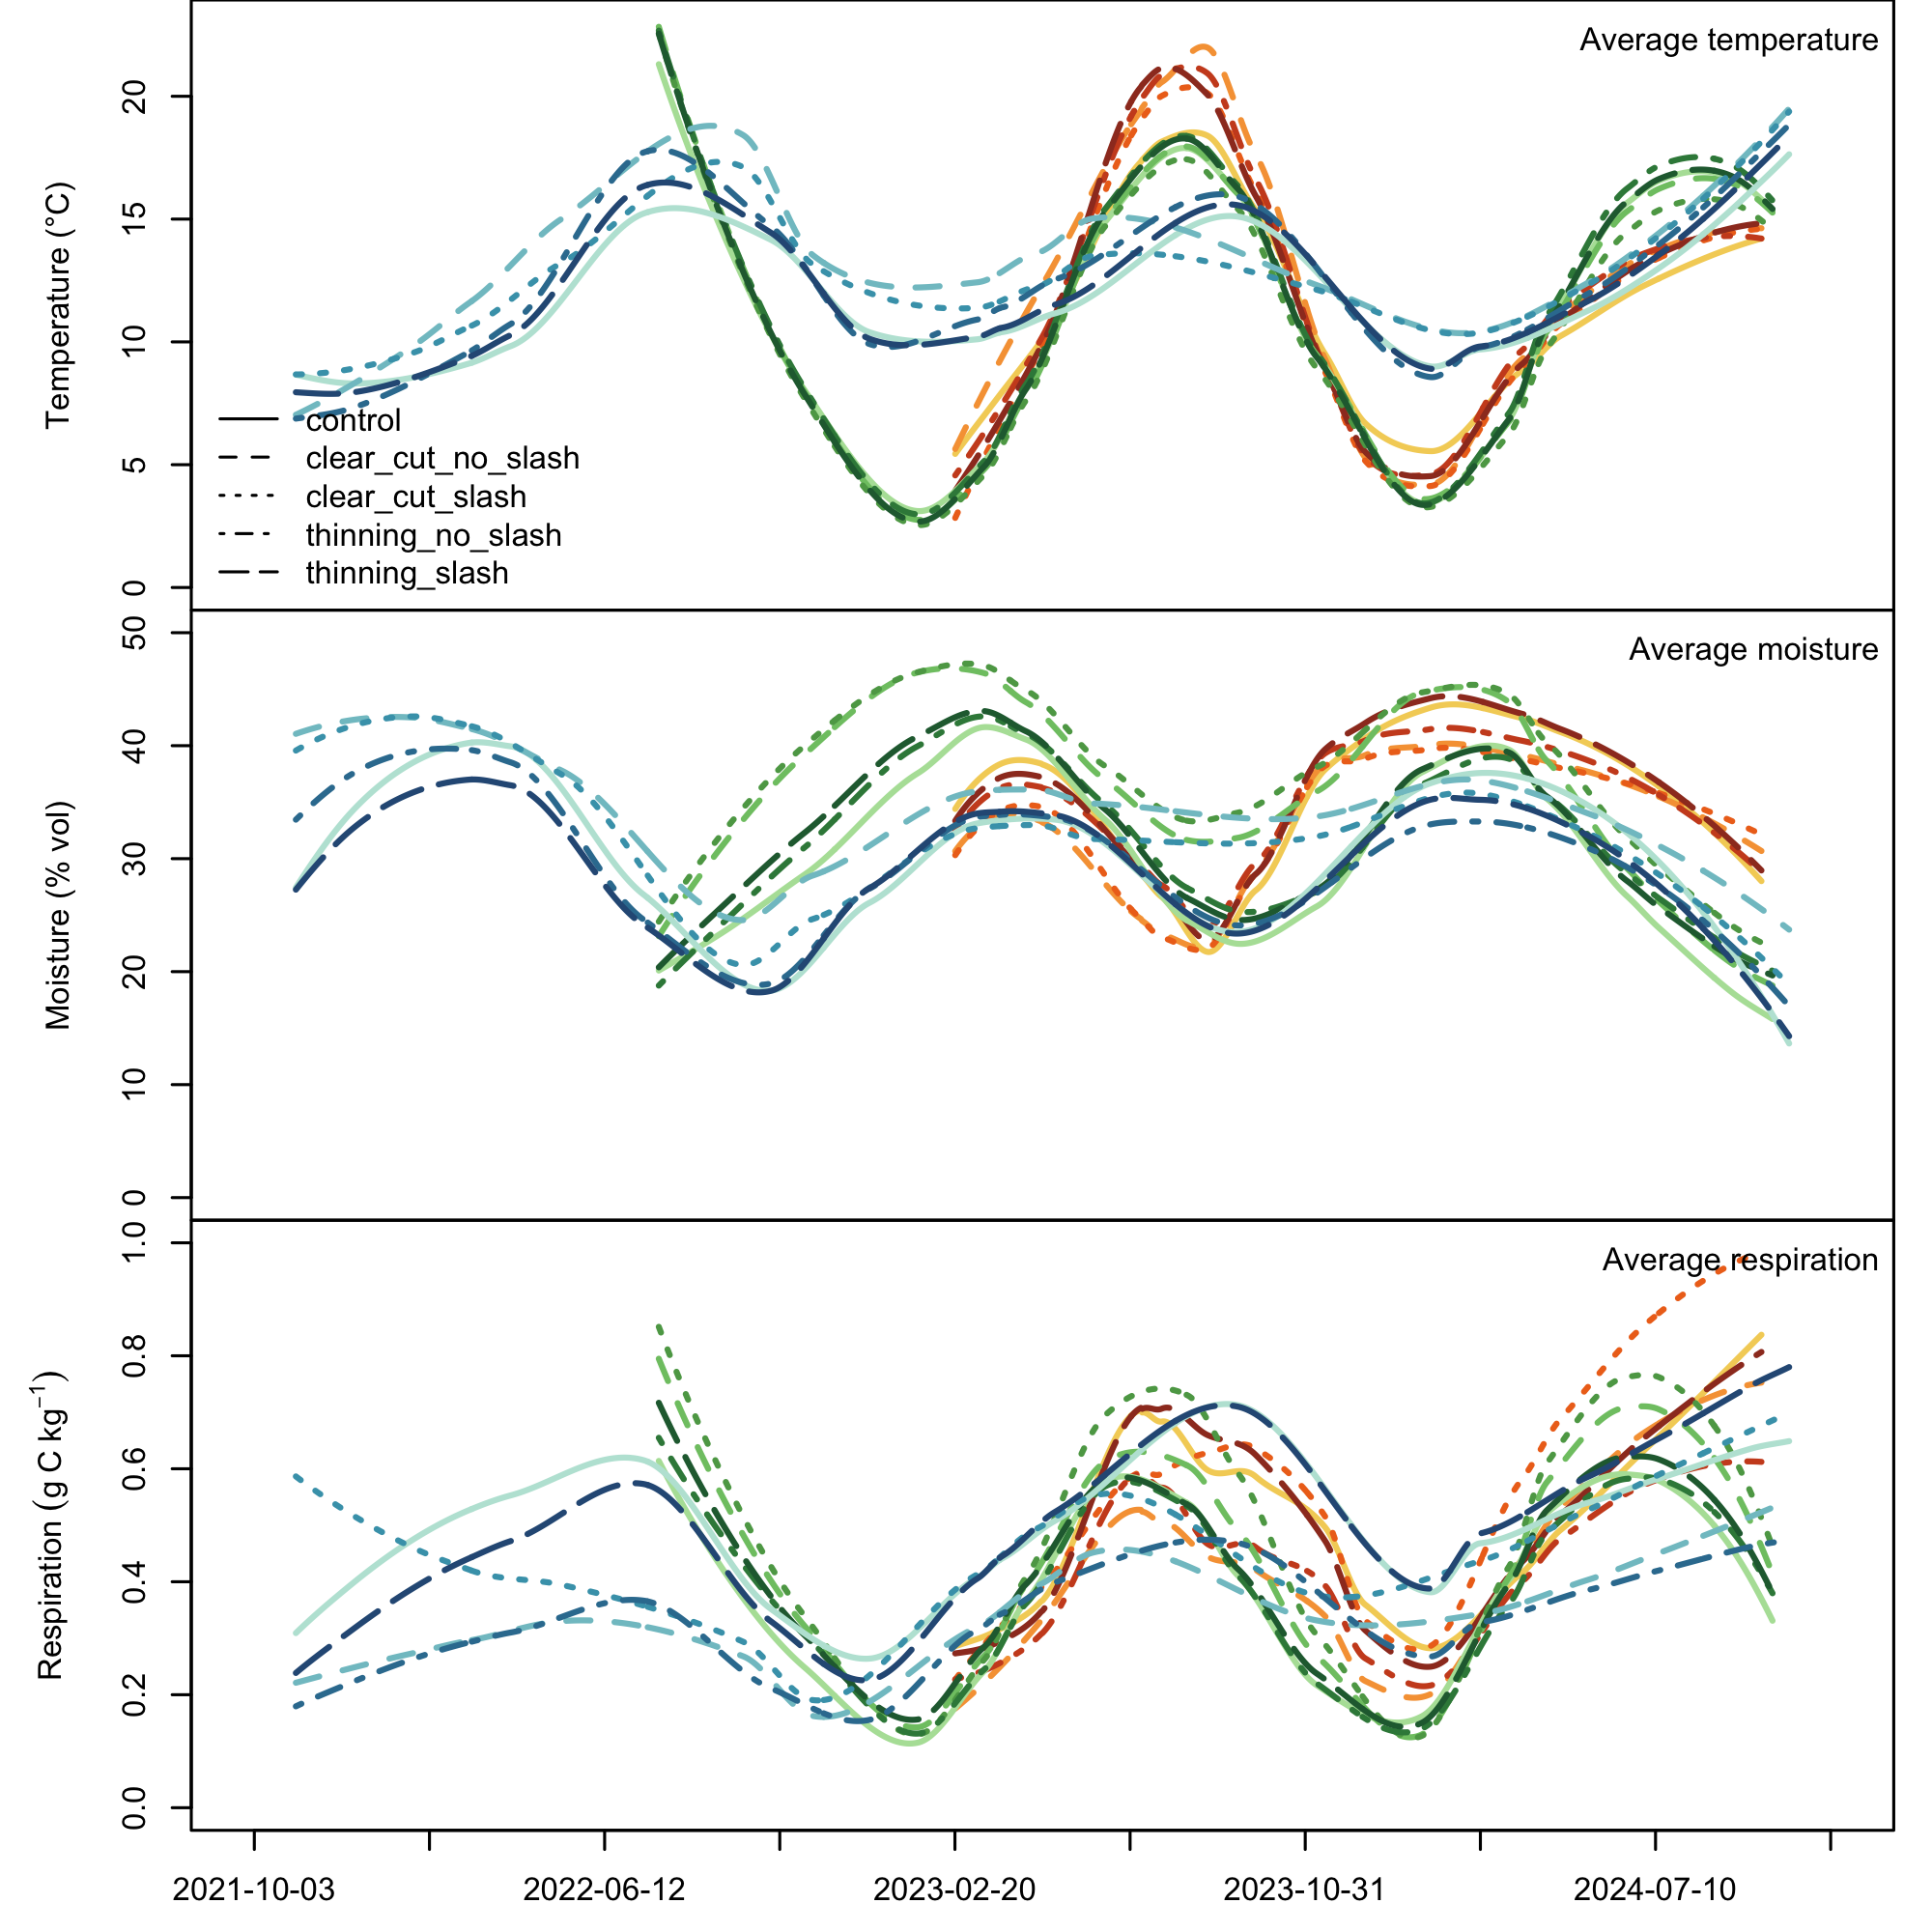 Average temperature
Temperature (°C)
20
15
10
5
0
control
clear_cut_no_slash
clear_cut_slash
thinning_no_slash
thinning_slash
Average moisture
Moisture (% vol)
50
40
30
20
10
0
Average respiration
Respiration (g C kg⁻¹)
1.0
0.8
0.6
0.4
0.2
0.0
2021-10-03 2022-06-12 2023-02-20 2023-10-31 2024-07-10